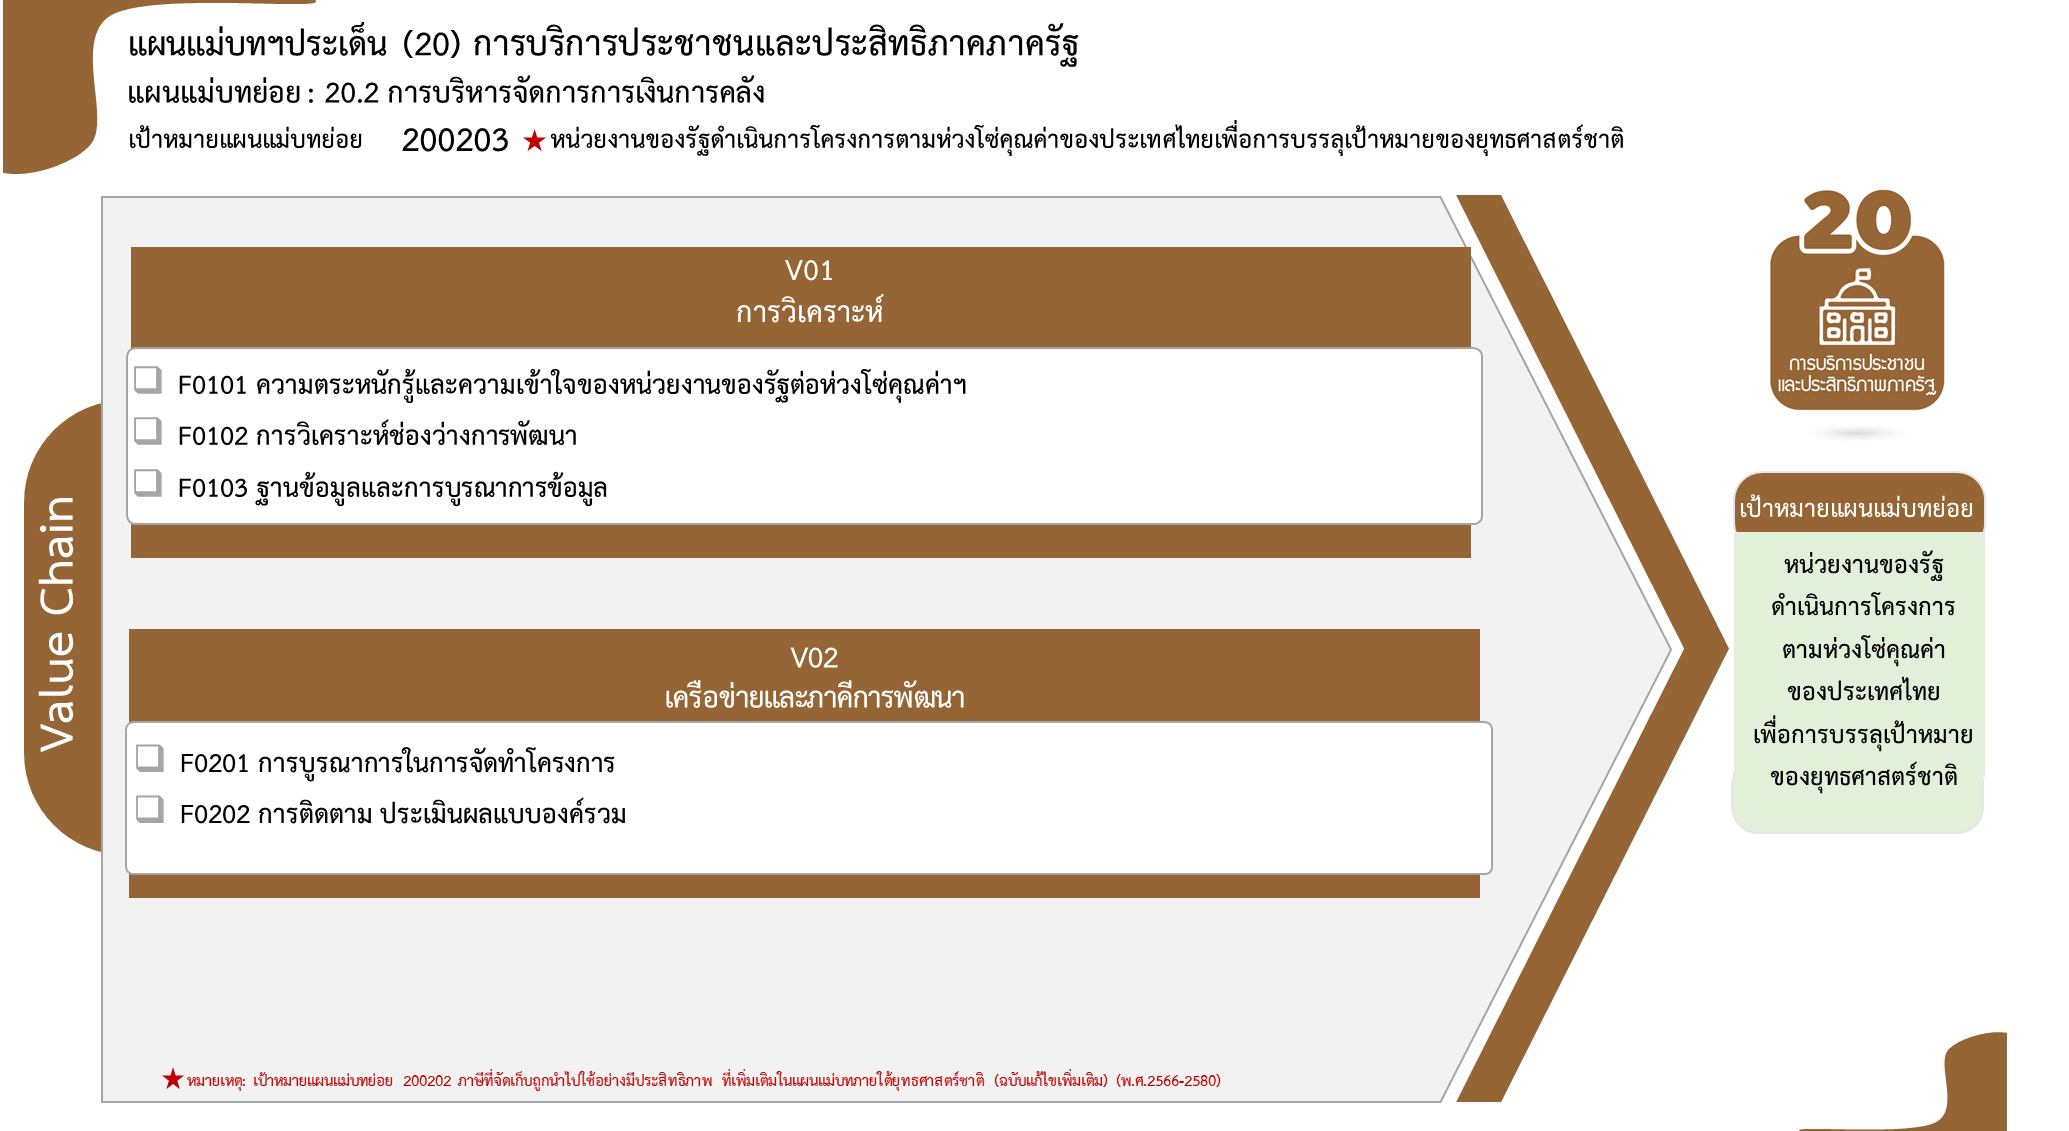 แผนแม่บทฯประเด็น (20) การบริการประชาชนและประสิทธิภาคภาครัฐ
แผนแม่บทย่อย : 20.2 การบริหารจัดการการเงินการคลัง
เป้าหมายแผนแม่บทย่อย 200203 ★ หน่วยงานของรัฐดำเนินการโครงการตามห่วงโซ่คุณค่าของประเทศไทยเพื่อการบรรลุเป้าหมายของยุทธศาสตร์ชาติ
Value Chain
V01
การวิเคราะห์
F0101 ความตระหนักรู้และความเข้าใจของหน่วยงานของรัฐต่อห่วงโซ่คุณค่าฯ
F0102 การวิเคราะห์ช่องว่างการพัฒนา
F0103 ฐานข้อมูลและการบูรณาการข้อมูล
V02
เครือข่ายและภาคีการพัฒนา
F0201 การบูรณาการในการจัดทำโครงการ
F0202 การติดตาม ประเมินผลแบบองค์รวม
★ หมายเหตุ: เป้าหมายแผนแม่บทย่อย 200202 ภาษีที่จัดเก็บถูกนำไปใช้อย่างมีประสิทธิภาพ ที่เพิ่มเติมในแผนแม่บทภายใต้ยุทธศาสตร์ชาติ (ฉบับแก้ไขเพิ่มเติม) (พ.ศ.2566-2580)
20
การบริการประชาชน
และประสิทธิภาพภาครัฐ
เป้าหมายแผนแม่บทย่อย
หน่วยงานของรัฐ
ดำเนินการโครงการ
ตามห่วงโซ่คุณค่า
ของประเทศไทย
เพื่อการบรรลุเป้าหมาย
ของยุทธศาสตร์ชาติ